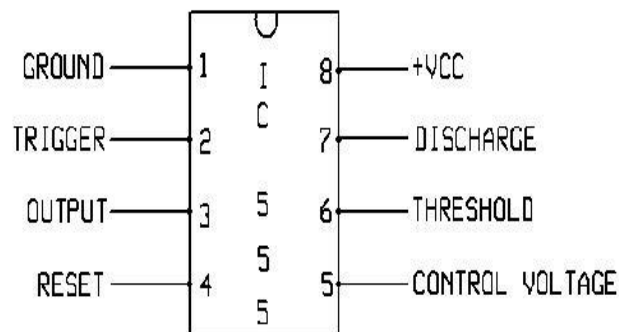 GROUND 1 I 8 +VCC
C
TRIGGER 2 7 DISCHARGE
OUTPUT 3 5 6 THRESHOLD
5
RESET 4 5 CONTROL VOLTAGE
5